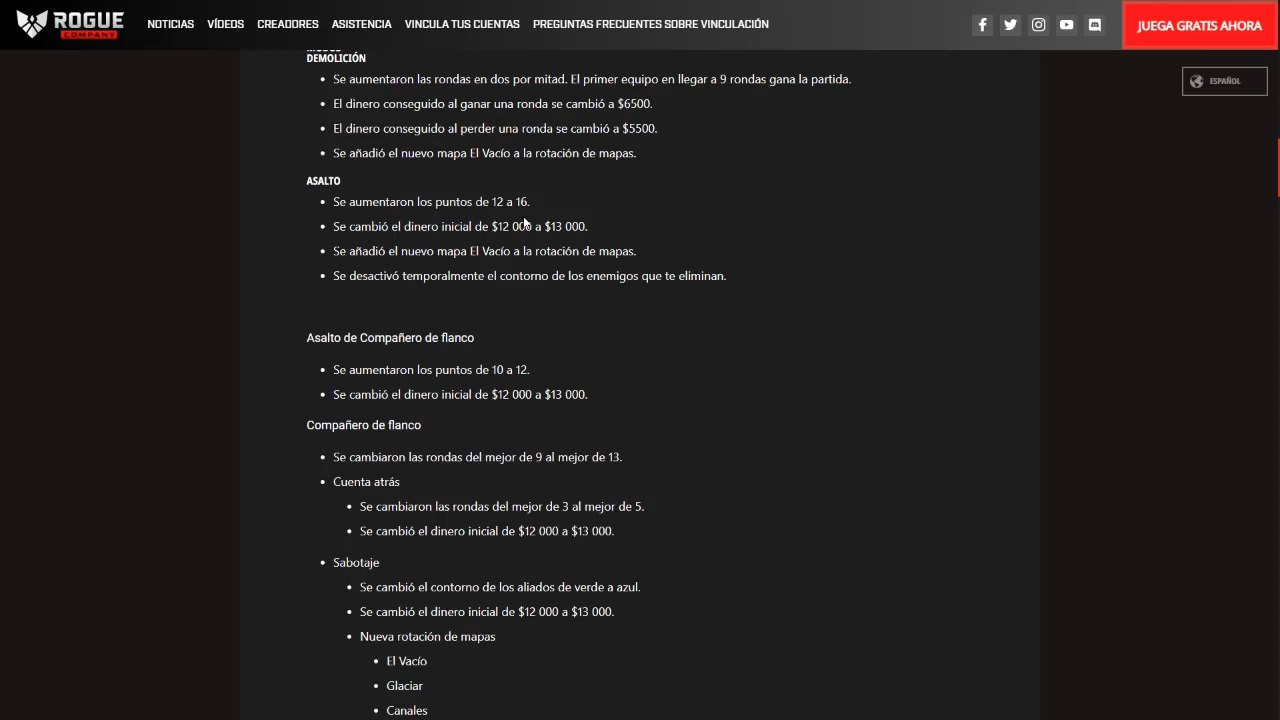 ROGUE
COMPANY
NOTICIAS
VÍDEOS
CREADORES
ASISTENCIA
VINCULA TUS CUENTAS
PREGUNTAS FRECUENTES SOBRE VINCULACIÓN
JUEGA GRATIS AHORA
ESPAÑOL
DEMOLICIÓN
Se aumentaron las rondas en dos por mitad. El primer equipo en llegar a 9 rondas gana la partida.
El dinero conseguido al ganar una ronda se cambió a $6500.
El dinero conseguido al perder una ronda se cambió a $5500.
Se añadió el nuevo mapa El Vacío a la rotación de mapas.
ASALTO
Se aumentaron los puntos de 12 a 16.
Se cambió el dinero inicial de $12 000 a $13 000.
Se añadió el nuevo mapa El Vacío a la rotación de mapas.
Se desactivó temporalmente el contorno de los enemigos que te eliminan.
Asalto de Compañero de flanco
Se aumentaron los puntos de 10 a 12.
Se cambió el dinero inicial de $12 000 a $13 000.
Compañero de flanco
Se cambiaron las rondas del mejor de 9 al mejor de 13.
Cuenta atrás
Se cambiaron las rondas del mejor de 3 al mejor de 5.
Se cambió el dinero inicial de $12 000 a $13 000.
Sabotaje
Se cambió el contorno de los aliados de verde a azul.
Se cambió el dinero inicial de $12 000 a $13 000.
Nueva rotación de mapas
El Vacío
Glaciar
Canales